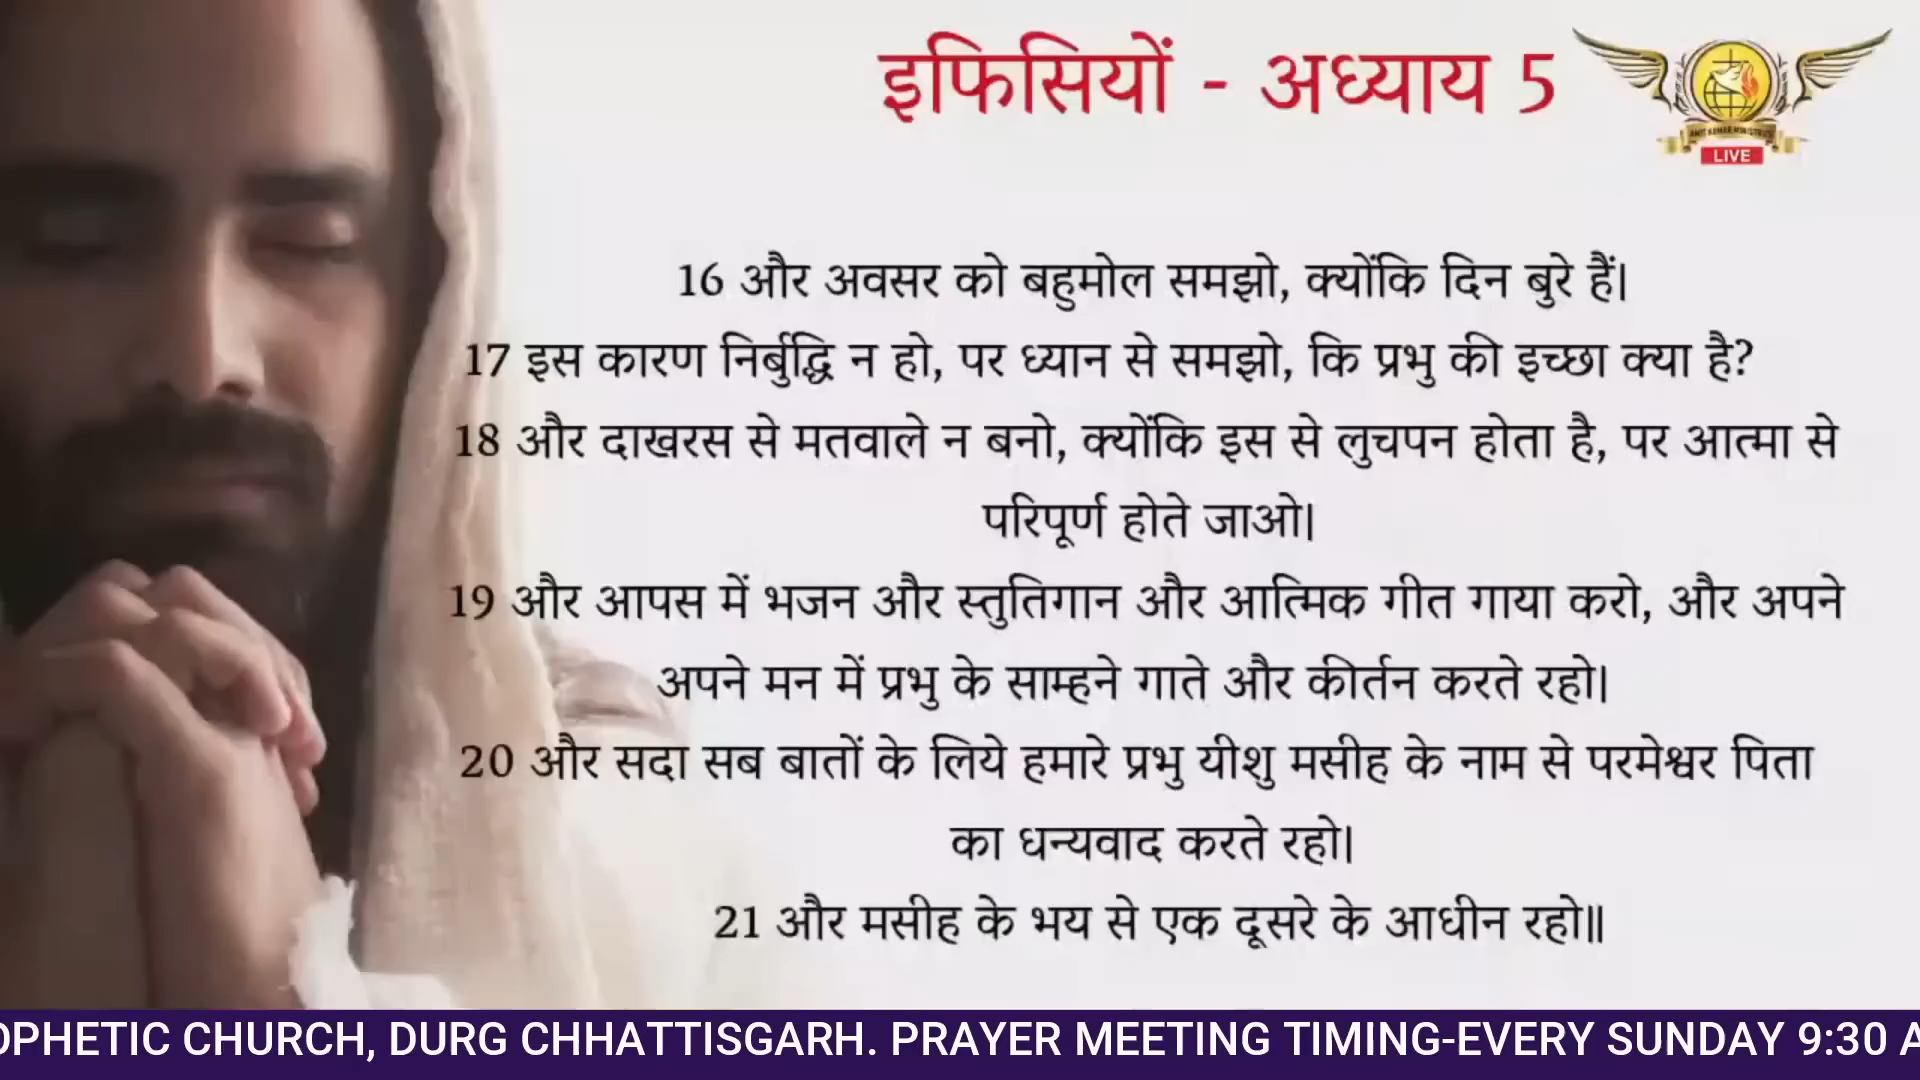 इफिसियों - अध्याय 5
LIVE
16 और अवसर को बहुमोल समझो, क्योंकि दिन बुरे हैं।
17 इस कारण निर्बुद्धि न हो, पर ध्यान से समझो, कि प्रभु की इच्छा क्या है?
18 और दाखरस से मतवाले न बनो, क्योंकि इस से लुचपन होता है, पर आत्मा से
परिपूर्ण होते जाओ।
19 और आपस में भजन और स्तुतिगान और आत्मिक गीत गाया करो, और अपने
अपने मन में प्रभु के साम्हने गाते और कीर्तन करते रहो।
20 और सदा सब बातों के लिये हमारे प्रभु यीशु मसीह के नाम से परमेश्वर पिता
का धन्यवाद करते रहो।
21 और मसीह के भय से एक दूसरे के आधीन रहो॥
OPHETIC CHURCH, DURG CHHATTISGARH. PRAYER MEETING TIMING-EVERY SUNDAY 9:30 A